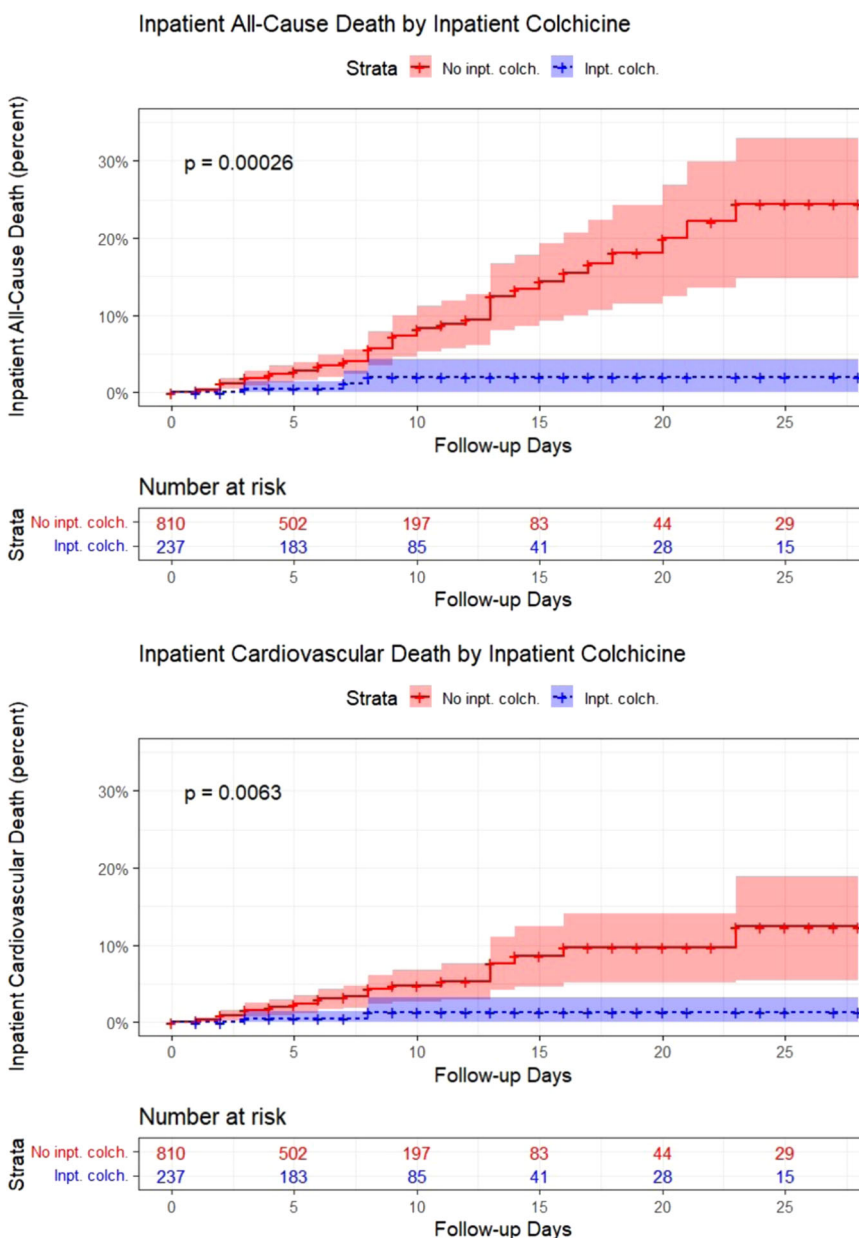 Inpatient All-Cause Death by Inpatient Colchicine
Strata No inpt. colch. Inpt. colch.
Inpatient All-Cause Death (percent)
p = 0.00026
30%
20%
10%
0%
0 5 10 15 20 25
Follow-up Days
Number at risk
Strata
No inpt. colch. 810 502 197 83 44 29
Inpt. colch. 237 183 85 41 28 15
0 5 10 15 20 25
Follow-up Days
Inpatient Cardiovascular Death by Inpatient Colchicine
Strata No inpt. colch. Inpt. colch.
Inpatient Cardiovascular Death (percent)
p = 0.0063
30%
20%
10%
0%
0 5 10 15 20 25
Follow-up Days
Number at risk
Strata
No inpt. colch. 810 502 197 83 44 29
Inpt. colch. 237 183 85 41 28 15
0 5 10 15 20 25
Follow-up Days